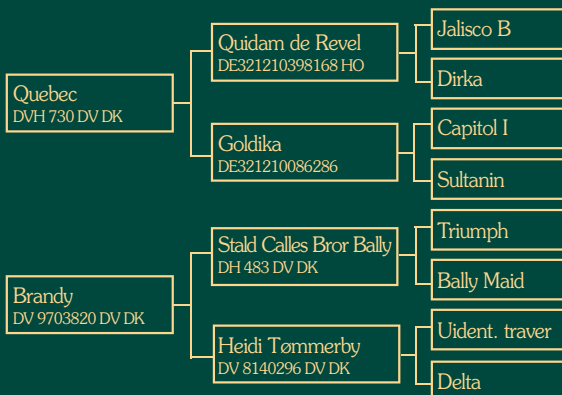 Quebec
DVH 730 DV DK
Quidam de Revel
DE321210398168 HO
Jalisco B
Dirka
Goldika
DE321210086286
Capitol I
Sultanin
Brandy
DV 9703820 DV DK
Stald Calles Bror Bally
DH 483 DV DK
Triumph
Bally Maid
Heidi Tømmerby
DV 8140296 DV DK
Uident. traver
Delta